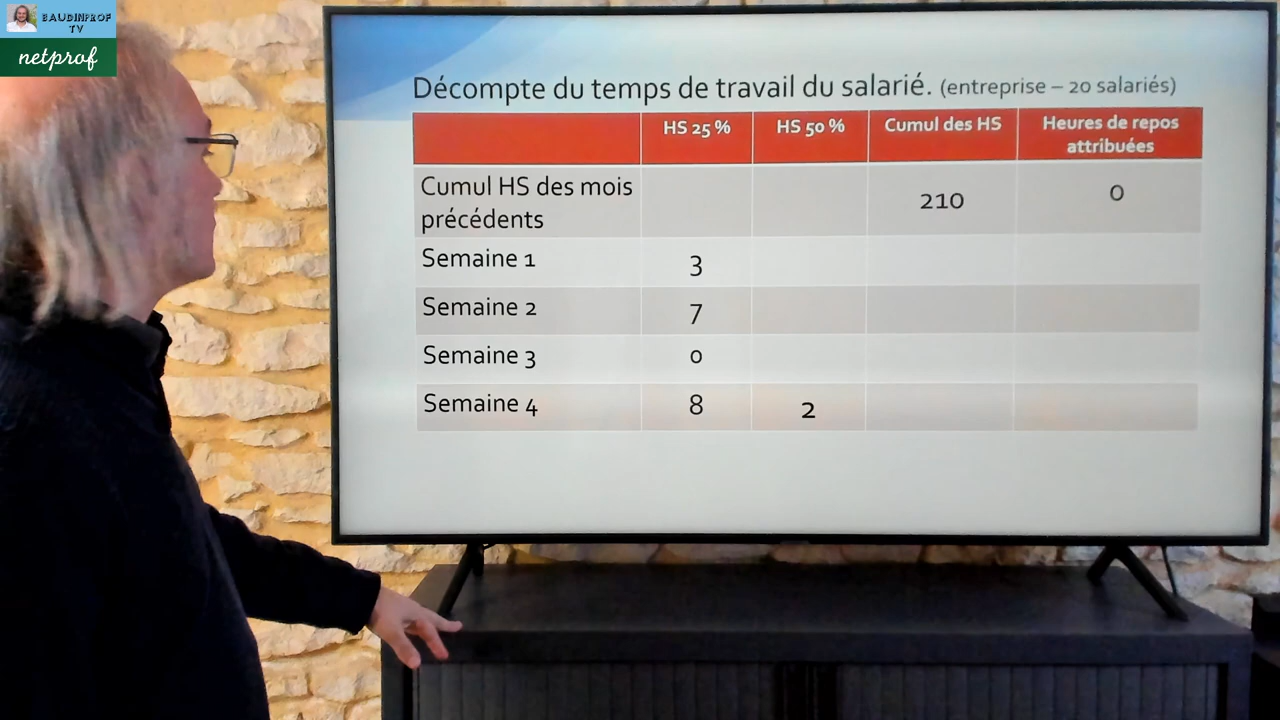 BAUDINPROF
TV
netprof
Décompte du temps de travail du salarié. (entreprise – 20 salariés)
HS 25 % HS 50 % Cumul des HS Heures de repos
attribuées
Cumul HS des mois
précédents 210 0
Semaine 1 3
Semaine 2 7
Semaine 3 0
Semaine 4 8 2